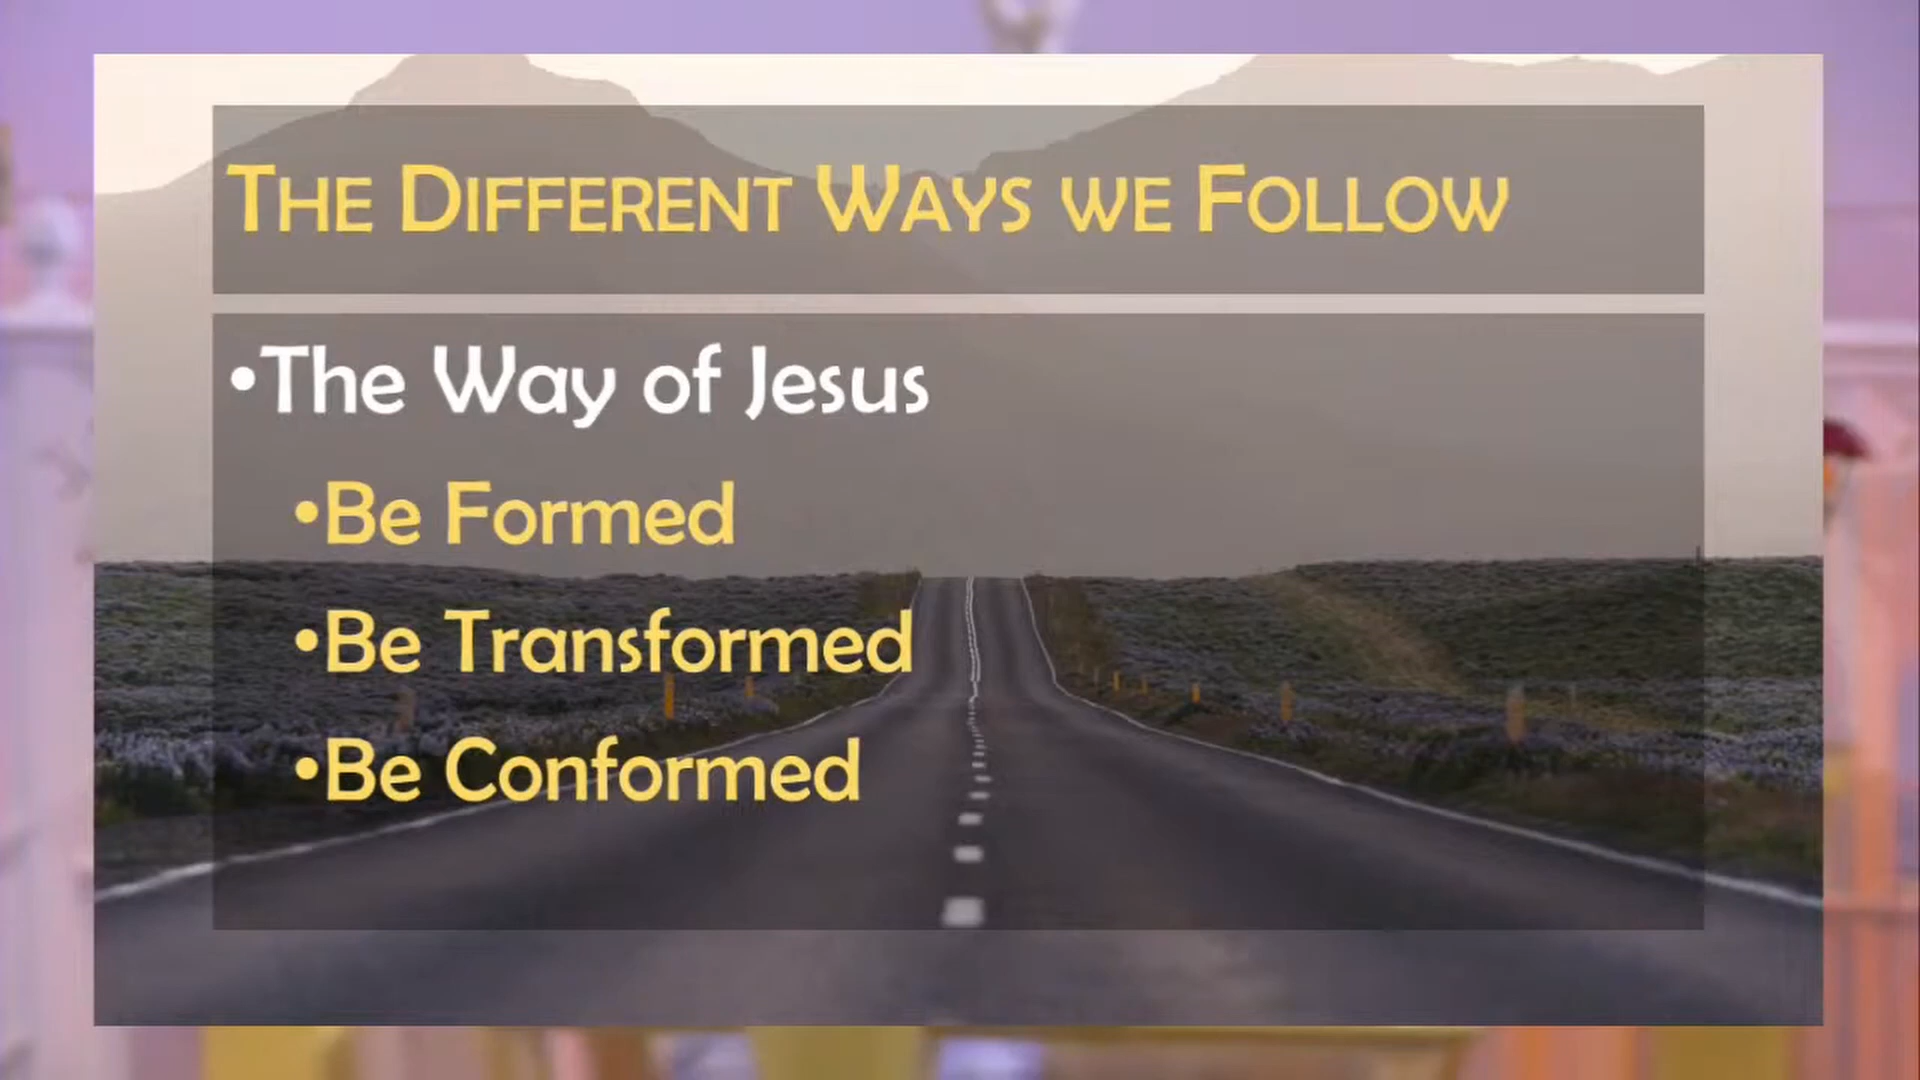 The Different Ways we Follow
•The Way of Jesus
•Be Formed
•Be Transformed
•Be Conformed